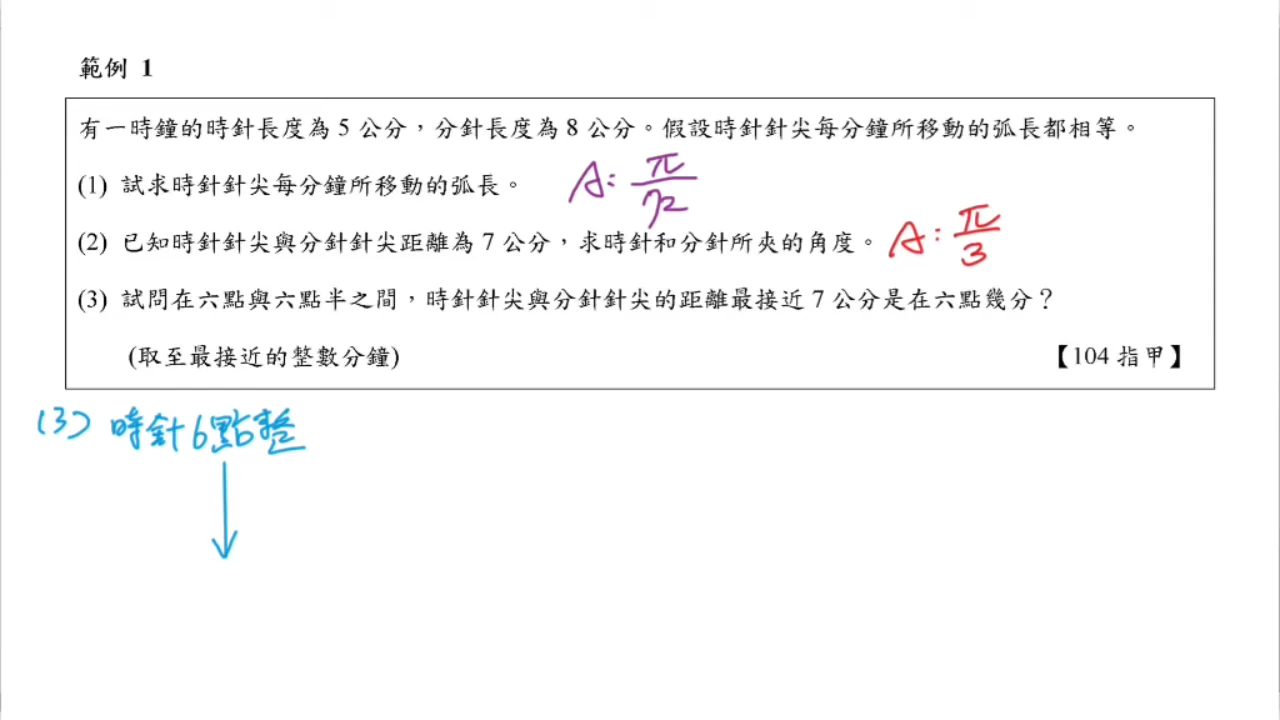 範例 1
有一時鐘的時針長度為 5 公分，分針長度為 8 公分。假設時針針尖每分鐘所移動的弧長都相等。
(1) 試求時針針尖每分鐘所移動的弧長。 A: π/72
(2) 已知時針針尖與分針針尖距離為 7 公分，求時針和分針所夾的角度。 A: π/3
(3) 試問在六點與六點半之間，時針針尖與分針針尖的距離最接近 7 公分是在六點幾分？
(取至最接近的整數分鐘) 【104 指甲】
(3) 時針6點整